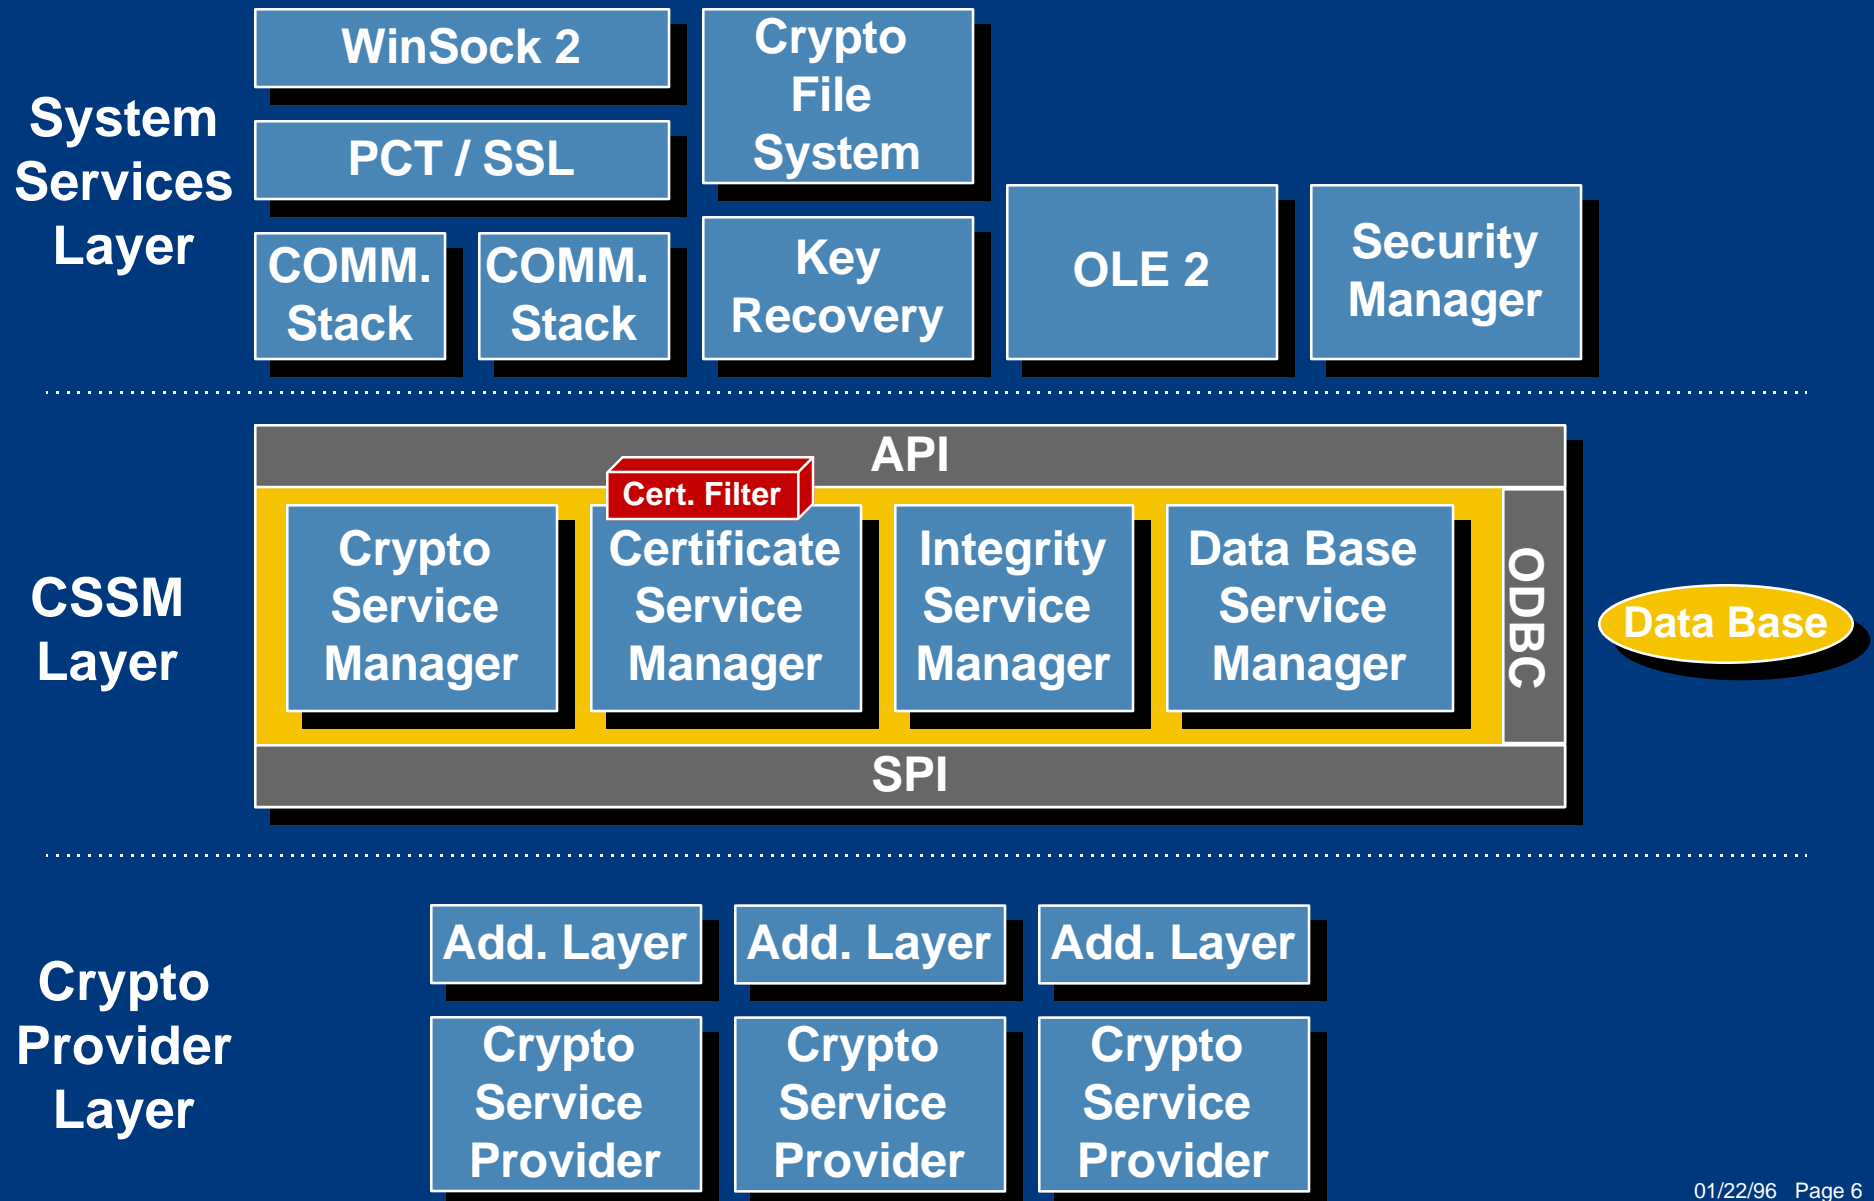 System
Services
Layer
WinSock 2
PCT / SSL
COMM.
Stack
COMM.
Stack
Crypto
File
System
Key
Recovery
OLE 2
Security
Manager
CSSM
Layer
API
Cert. Filter
Crypto
Service
Manager
Certificate
Service
Manager
Integrity
Service
Manager
Data Base
Service
Manager
ODBC
Data Base
SPI
Crypto
Provider
Layer
Add. Layer
Add. Layer
Add. Layer
Crypto
Service
Provider
Crypto
Service
Provider
Crypto
Service
Provider
01/22/96 Page 6